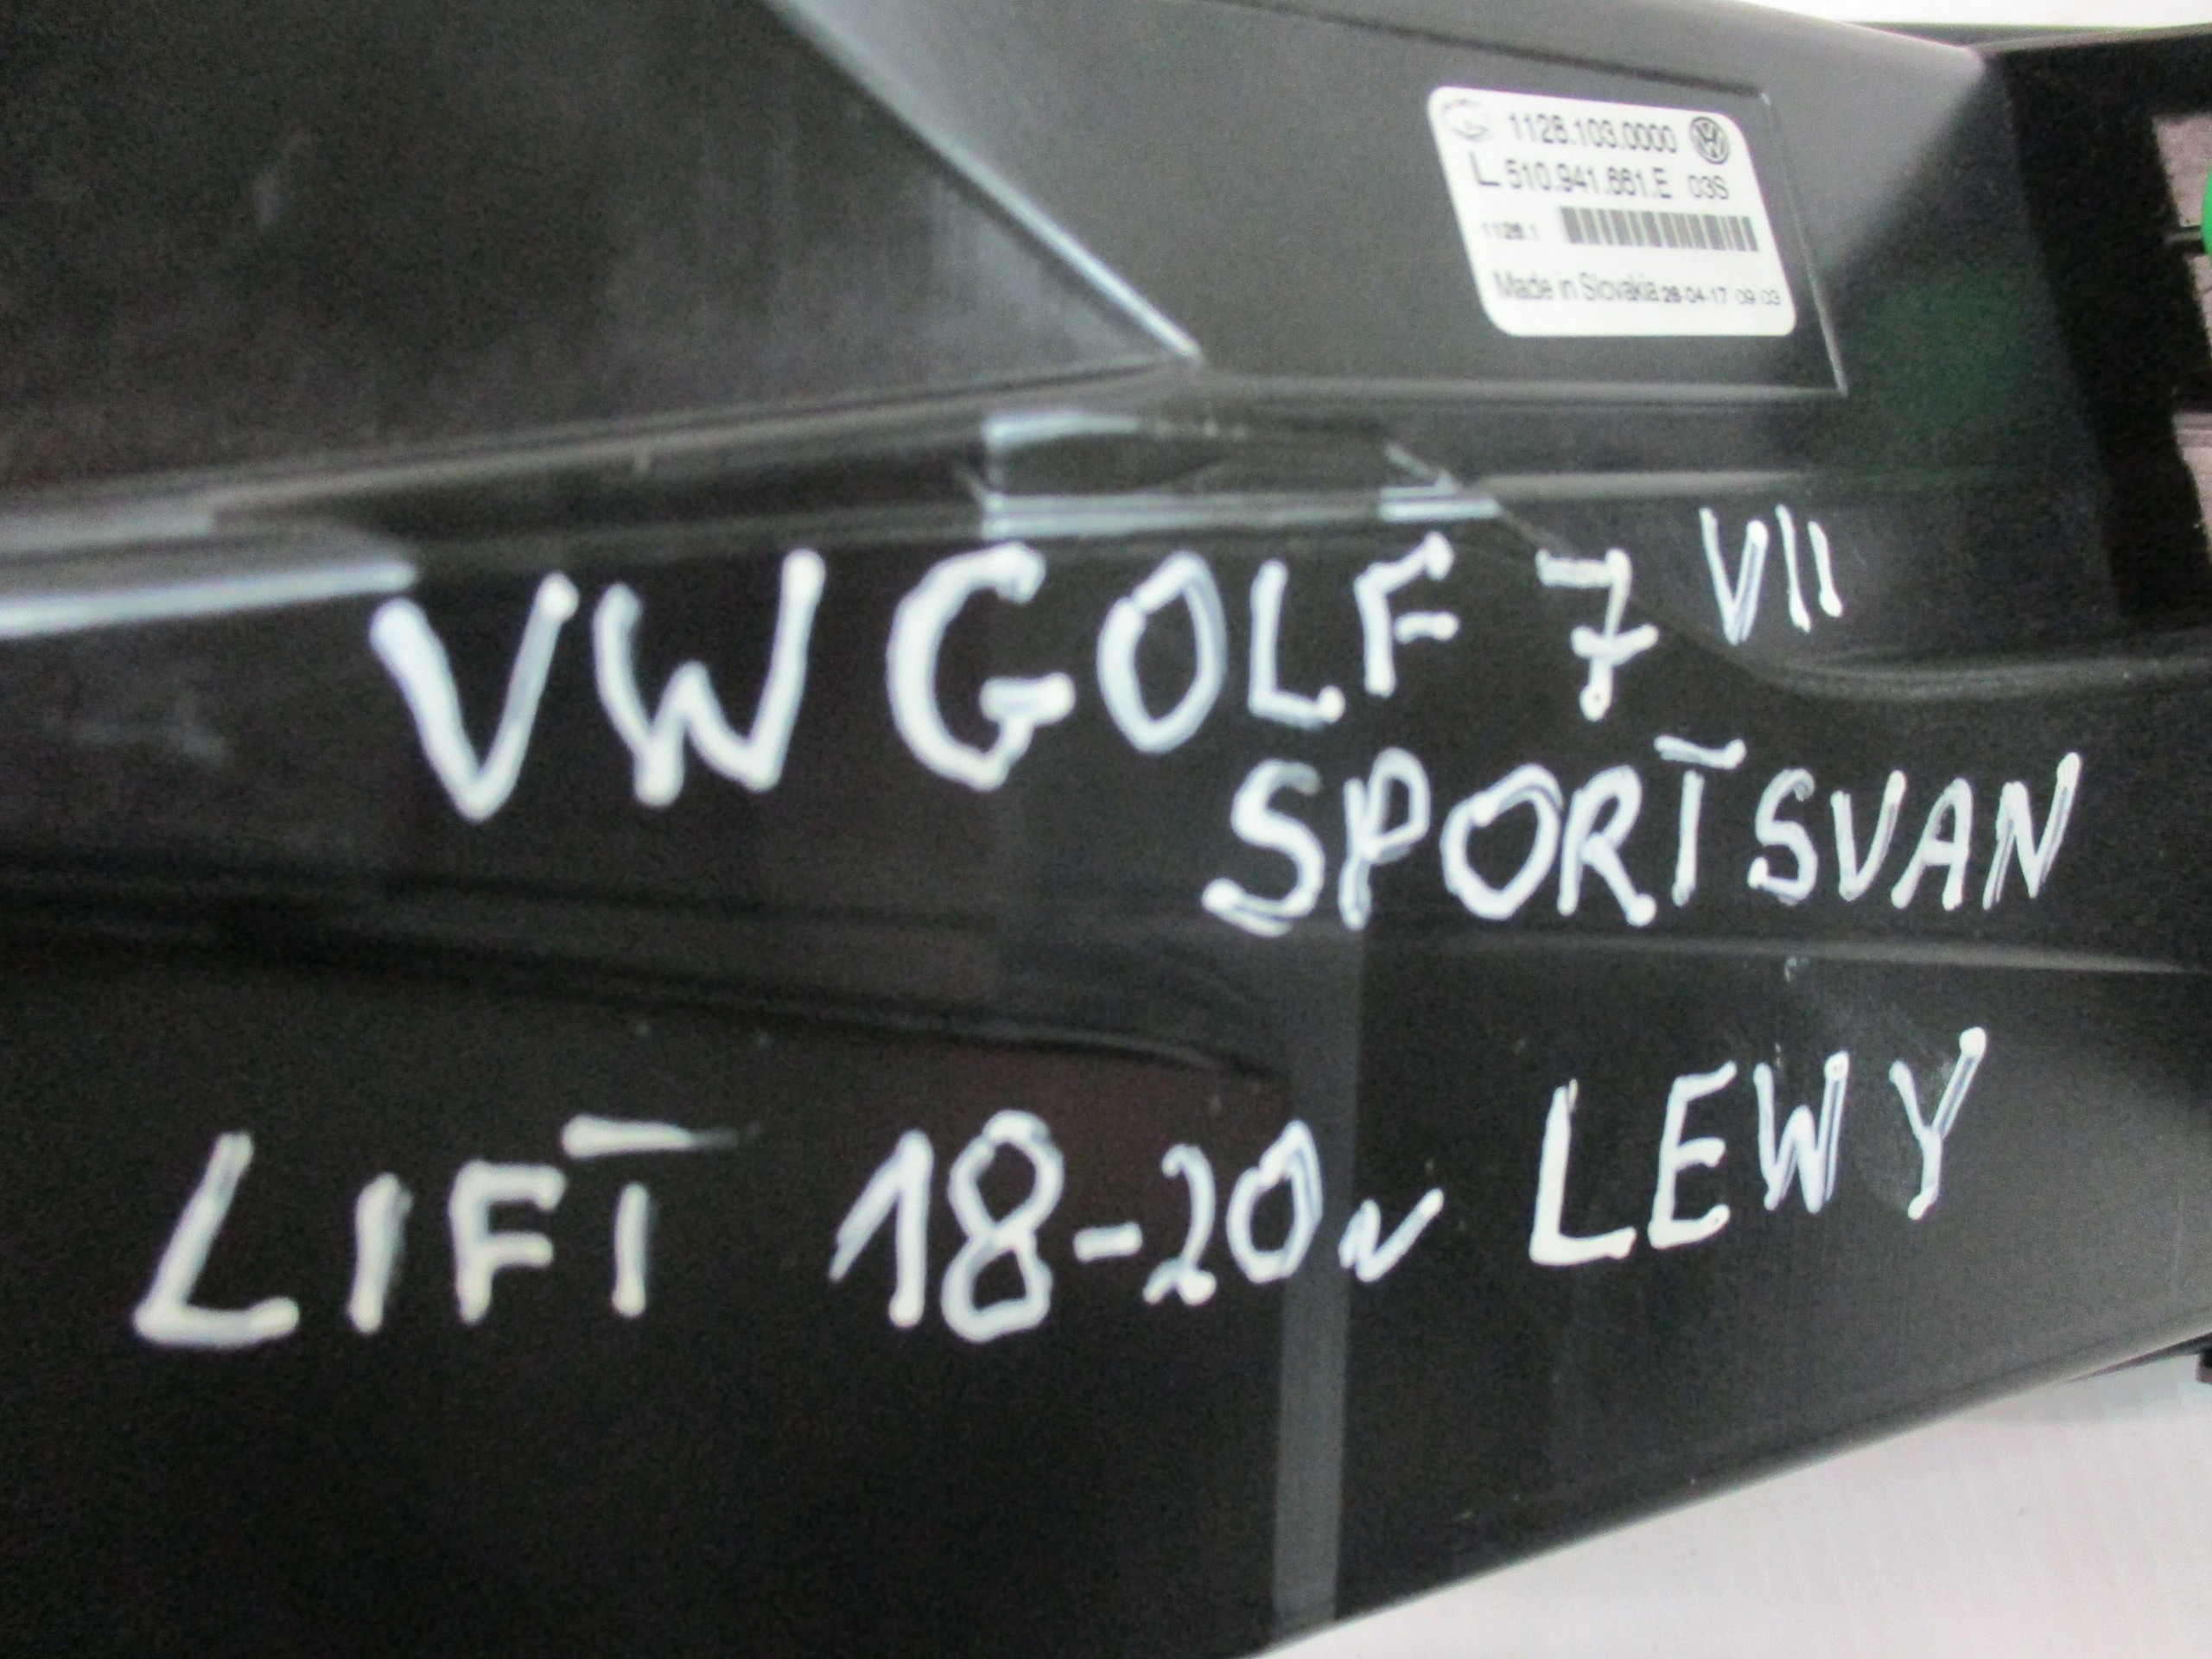 1128.103.0000
L 510.941.661.E 03S
1128.1
Made in Slovakia 28-04-17 09:03
VW GOLF 7 VII
SPORTSVAN
LIFT 18-20r LEWY